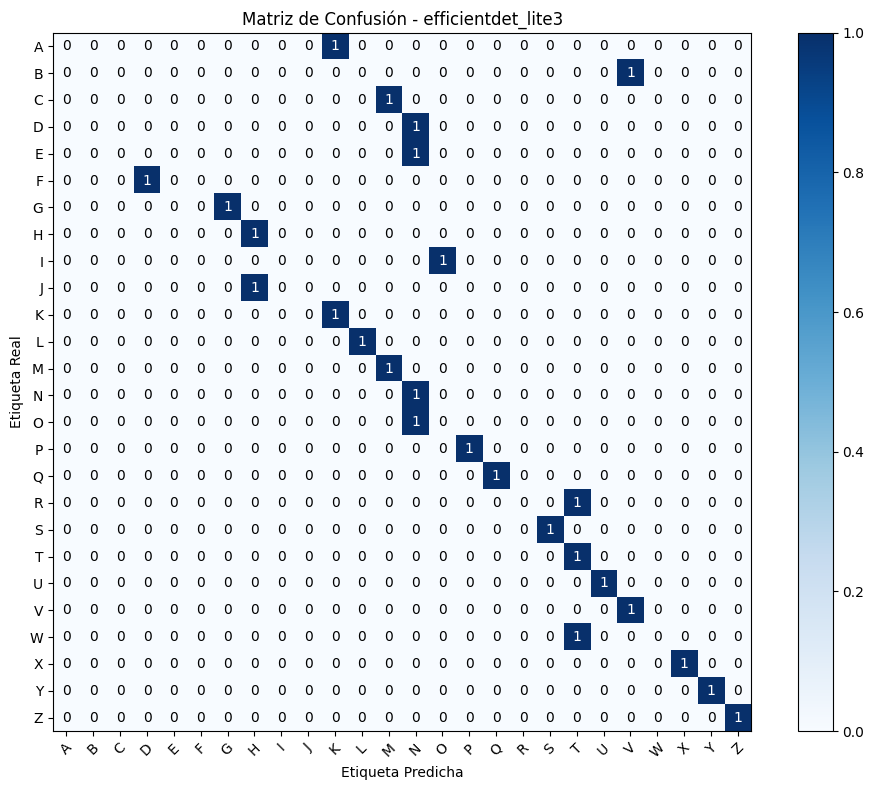 Matriz de Confusión - efficientdet_lite3
A 0 0 0 0 0 0 0 0 0 0 1 0 0 0 0 0 0 0 0 0 0 0 0 0 0 0
B 0 0 0 0 0 0 0 0 0 0 0 0 0 0 0 0 0 0 0 0 0 1 0 0 0 0
C 0 0 0 0 0 0 0 0 0 0 0 0 1 0 0 0 0 0 0 0 0 0 0 0 0 0
D 0 0 0 0 0 0 0 0 0 0 0 0 0 1 0 0 0 0 0 0 0 0 0 0 0 0
E 0 0 0 0 0 0 0 0 0 0 0 0 0 1 0 0 0 0 0 0 0 0 0 0 0 0
F 0 0 0 1 0 0 0 0 0 0 0 0 0 0 0 0 0 0 0 0 0 0 0 0 0 0
G 0 0 0 0 0 0 1 0 0 0 0 0 0 0 0 0 0 0 0 0 0 0 0 0 0 0
H 0 0 0 0 0 0 0 1 0 0 0 0 0 0 0 0 0 0 0 0 0 0 0 0 0 0
I 0 0 0 0 0 0 0 0 0 0 0 0 0 0 1 0 0 0 0 0 0 0 0 0 0 0
J 0 0 0 0 0 0 0 1 0 0 0 0 0 0 0 0 0 0 0 0 0 0 0 0 0 0
K 0 0 0 0 0 0 0 0 0 0 1 0 0 0 0 0 0 0 0 0 0 0 0 0 0 0
L 0 0 0 0 0 0 0 0 0 0 0 1 0 0 0 0 0 0 0 0 0 0 0 0 0 0
M 0 0 0 0 0 0 0 0 0 0 0 0 1 0 0 0 0 0 0 0 0 0 0 0 0 0
N 0 0 0 0 0 0 0 0 0 0 0 0 0 1 0 0 0 0 0 0 0 0 0 0 0 0
O 0 0 0 0 0 0 0 0 0 0 0 0 0 1 0 0 0 0 0 0 0 0 0 0 0 0
P 0 0 0 0 0 0 0 0 0 0 0 0 0 0 0 1 0 0 0 0 0 0 0 0 0 0
Q 0 0 0 0 0 0 0 0 0 0 0 0 0 0 0 0 1 0 0 0 0 0 0 0 0 0
R 0 0 0 0 0 0 0 0 0 0 0 0 0 0 0 0 0 0 0 1 0 0 0 0 0 0
S 0 0 0 0 0 0 0 0 0 0 0 0 0 0 0 0 0 0 1 0 0 0 0 0 0 0
T 0 0 0 0 0 0 0 0 0 0 0 0 0 0 0 0 0 0 0 1 0 0 0 0 0 0
U 0 0 0 0 0 0 0 0 0 0 0 0 0 0 0 0 0 0 0 0 1 0 0 0 0 0
V 0 0 0 0 0 0 0 0 0 0 0 0 0 0 0 0 0 0 0 0 0 1 0 0 0 0
W 0 0 0 0 0 0 0 0 0 0 0 0 0 0 0 0 0 0 0 1 0 0 0 0 0 0
X 0 0 0 0 0 0 0 0 0 0 0 0 0 0 0 0 0 0 0 0 0 0 0 1 0 0
Y 0 0 0 0 0 0 0 0 0 0 0 0 0 0 0 0 0 0 0 0 0 0 0 0 1 0
Z 0 0 0 0 0 0 0 0 0 0 0 0 0 0 0 0 0 0 0 0 0 0 0 0 0 1
A B C D E F G H I J K L M N O P Q R S T U V W X Y Z
Etiqueta Real
Etiqueta Predicha
1.0
0.8
0.6
0.4
0.2
0.0